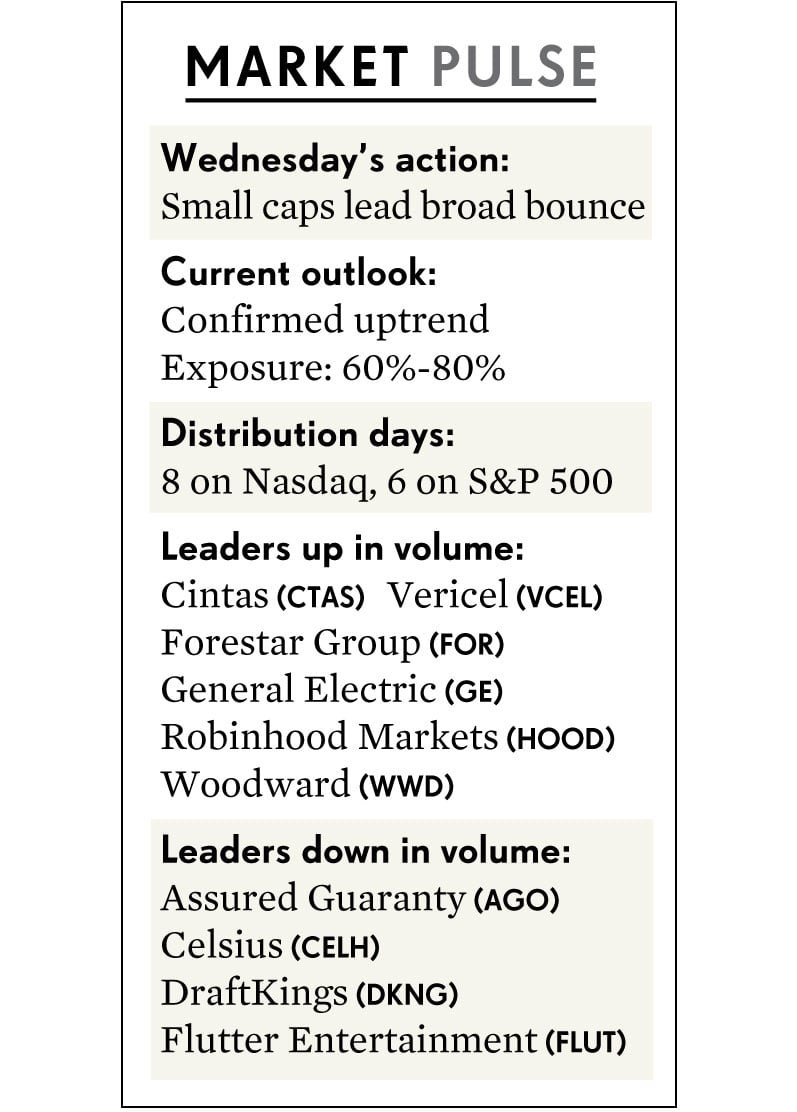 MARKET PULSE
Wednesday’s action:
Small caps lead broad bounce
Current outlook:
Confirmed uptrend
Exposure: 60%-80%
Distribution days:
8 on Nasdaq, 6 on S&P 500
Leaders up in volume:
Cintas (CTAS) Vericel (VCEL)
Forestar Group (FOR)
General Electric (GE)
Robinhood Markets (HOOD)
Woodward (WWD)
Leaders down in volume:
Assured Guaranty (AGO)
Celsius (CELH)
DraftKings (DKNG)
Flutter Entertainment (FLUT)